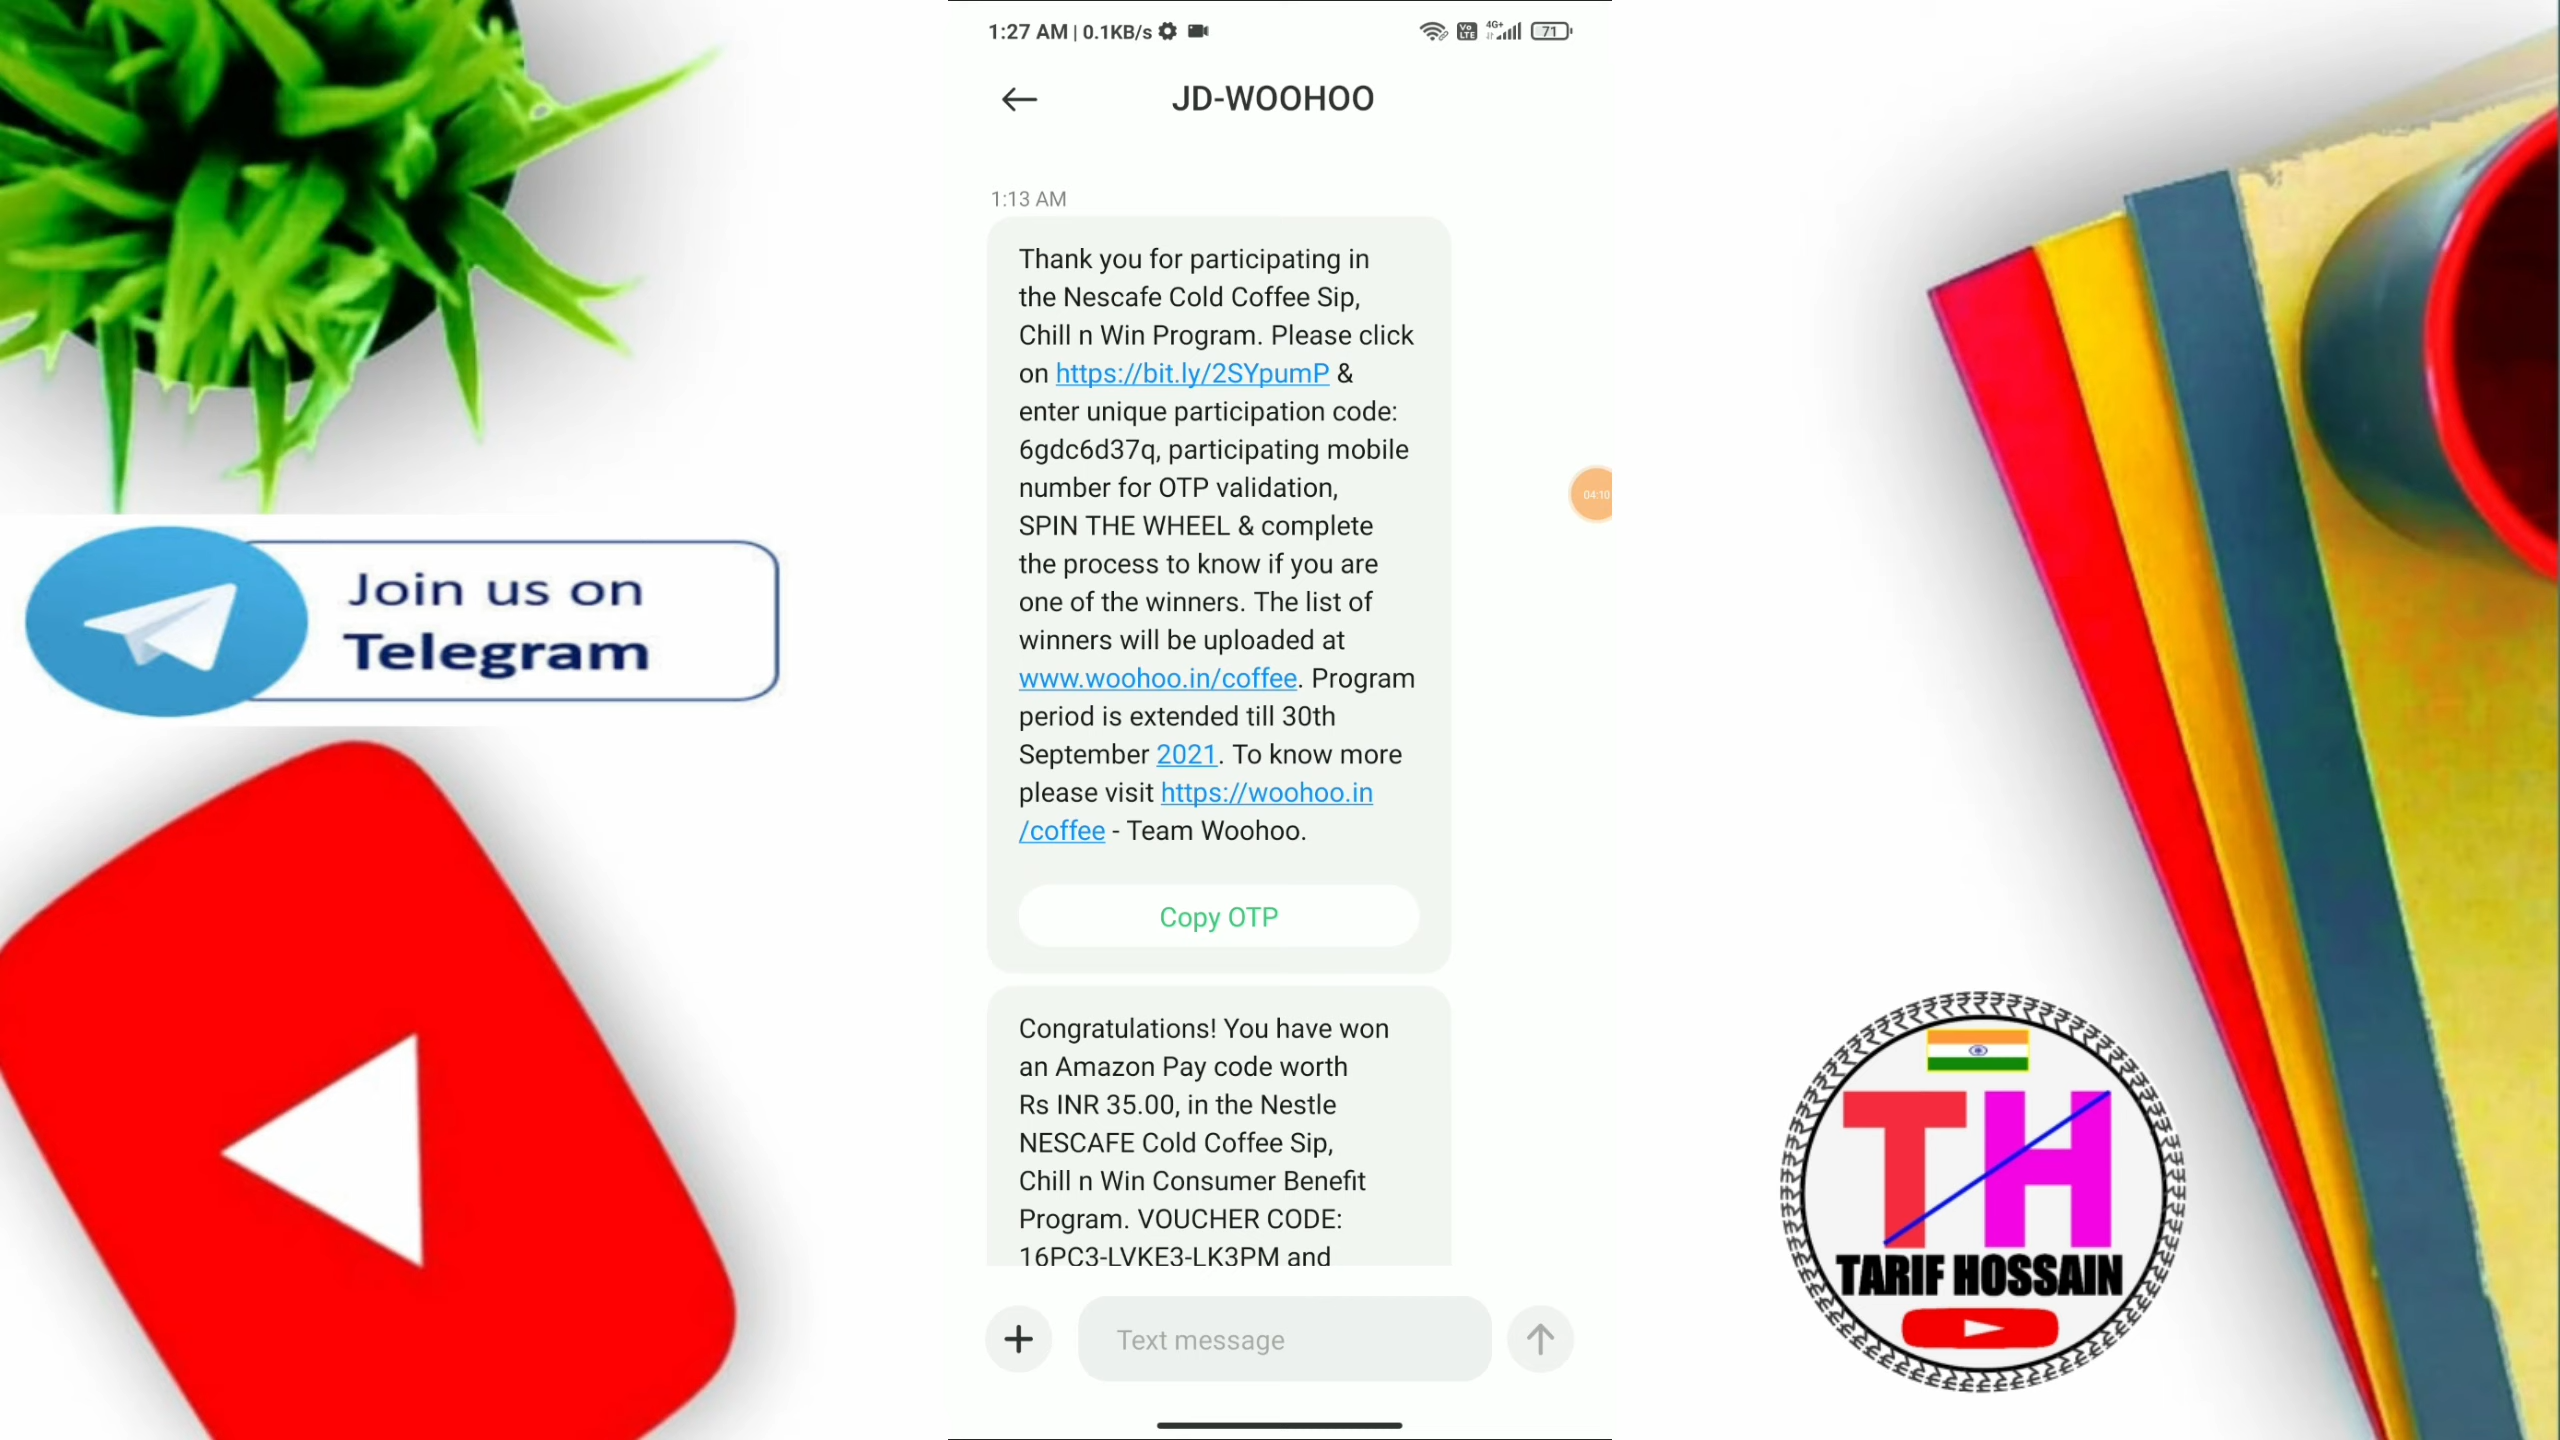 1:27 AM | 0.1KB/s
Vo LTE
4G+
71
JD-WOOHOO
1:13 AM
Thank you for participating in
the Nescafe Cold Coffee Sip,
Chill n Win Program. Please click
on https://bit.ly/2SYpumP &
enter unique participation code:
6gdc6d37q, participating mobile
number for OTP validation,
SPIN THE WHEEL & complete
the process to know if you are
one of the winners. The list of
winners will be uploaded at
www.woohoo.in/coffee. Program
period is extended till 30th
September 2021. To know more
please visit https://woohoo.in
/coffee - Team Woohoo.
Copy OTP
Congratulations! You have won
an Amazon Pay code worth
Rs INR 35.00, in the Nestle
NESCAFE Cold Coffee Sip,
Chill n Win Consumer Benefit
Program. VOUCHER CODE:
16PC3-LVKE3-LK3PM and
Text message
04:10
Join us on
Telegram
TH
TARIF HOSSAIN